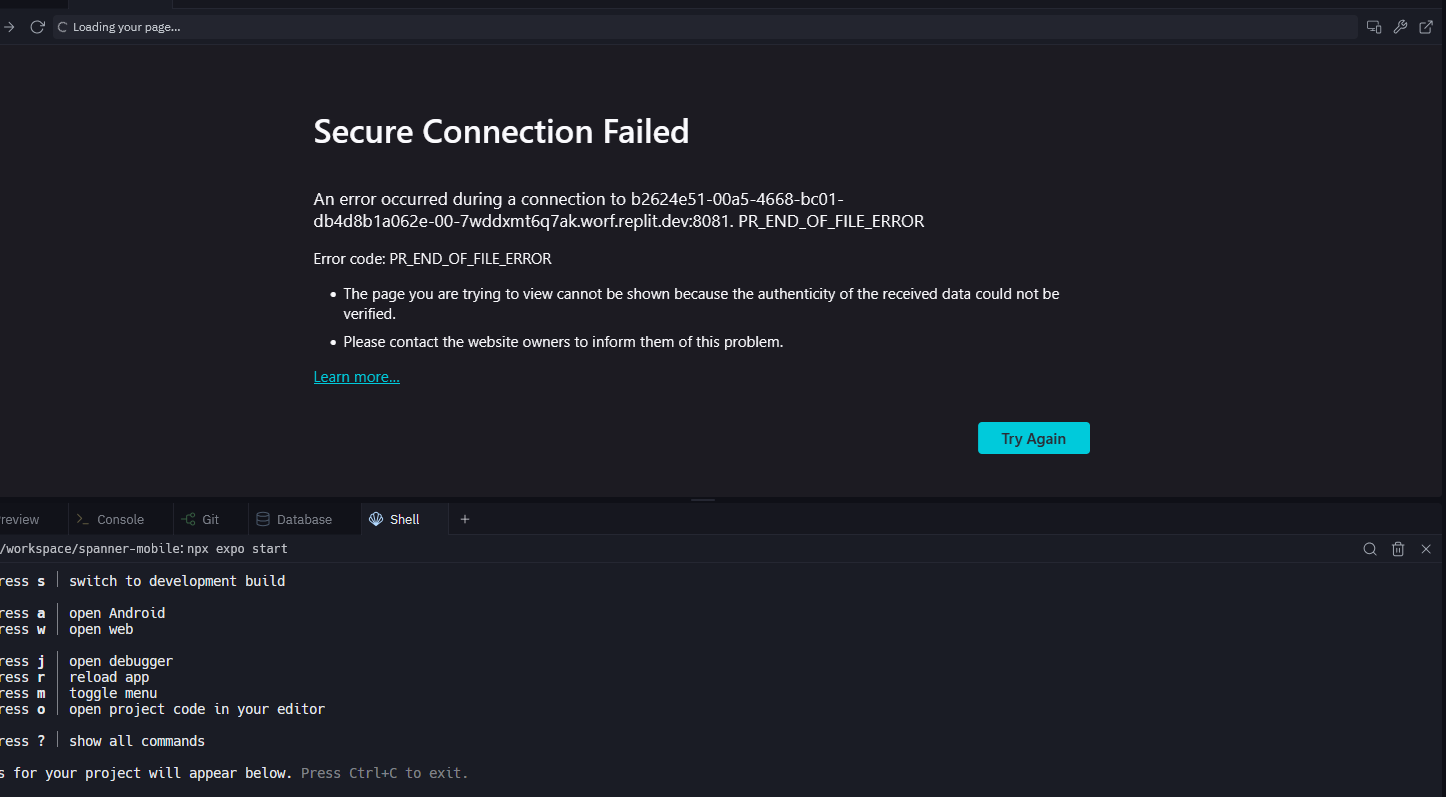 Loading your page...
Secure Connection Failed
An error occurred during a connection to b2624e51-00a5-4668-bc01-
db4d8b1a062e-00-7wddxmt6q7ak.worf.replit.dev:8081. PR_END_OF_FILE_ERROR
Error code: PR_END_OF_FILE_ERROR
• The page you are trying to view cannot be shown because the authenticity of the received data could not be
verified.
• Please contact the website owners to inform them of this problem.
Learn more...
Try Again
review Console Git Database Shell +
/workspace/spanner-mobile: npx expo start
ress s │ switch to development build
ress a │ open Android
ress w │ open web
ress j │ open debugger
ress r │ reload app
ress m │ toggle menu
ress o │ open project code in your editor
ress ? │ show all commands
s for your project will appear below. Press Ctrl+C to exit.